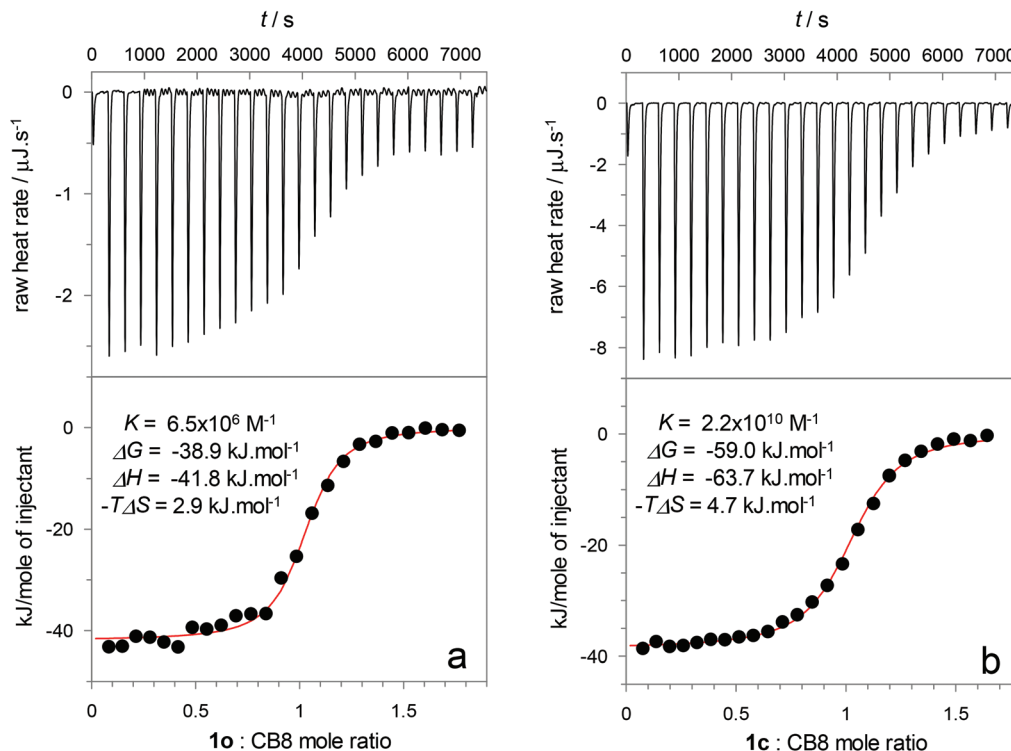 t / s
0 1000 2000 3000 4000 5000 6000 7000
raw heat rate / μJ.s⁻¹
0
-1
-2
K = 6.5x10⁶ M⁻¹
ΔG = -38.9 kJ.mol⁻¹
ΔH = -41.8 kJ.mol⁻¹
-TΔS = 2.9 kJ.mol⁻¹
kJ/mole of injectant
0
-20
-40
a
0 0.5 1 1.5
1o : CB8 mole ratio
t / s
0 1000 2000 3000 4000 5000 6000 7000
raw heat rate / μJ.s⁻¹
0
-2
-4
-6
-8
K = 2.2x10¹⁰ M⁻¹
ΔG = -59.0 kJ.mol⁻¹
ΔH = -63.7 kJ.mol⁻¹
-TΔS = 4.7 kJ.mol⁻¹
kJ/mole of injectant
0
-20
-40
b
0 0.5 1 1.5
1c : CB8 mole ratio